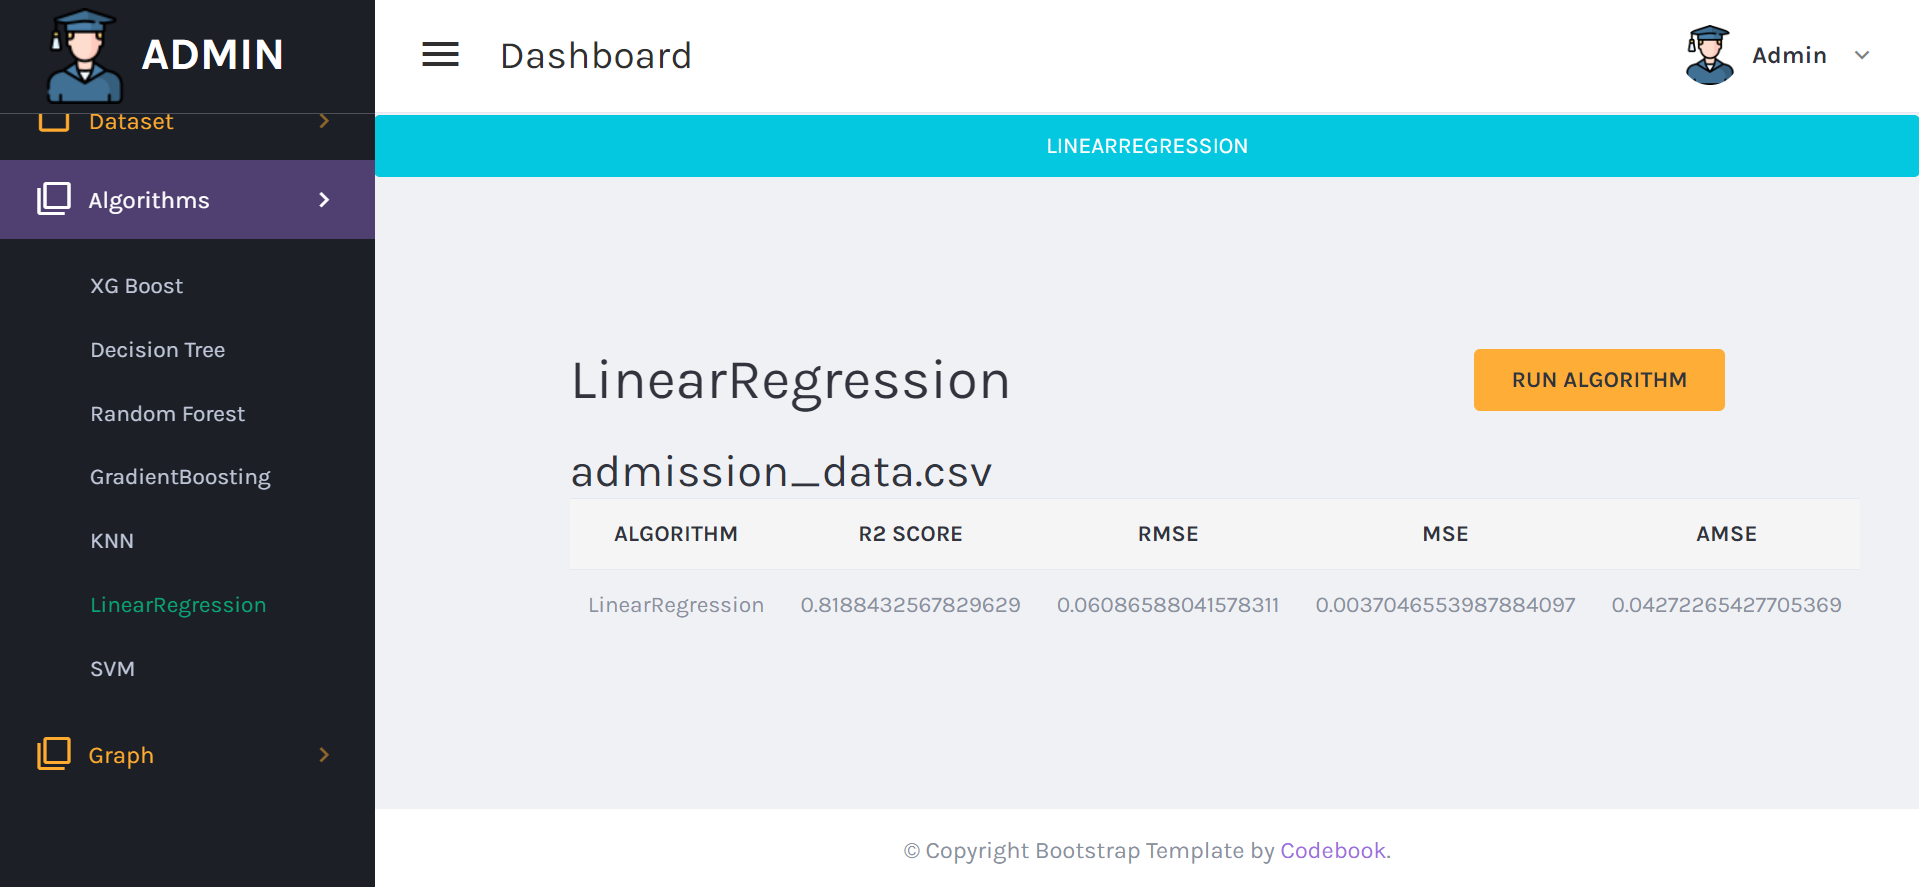 ADMIN
Dashboard
Admin
Dataset
LINEARREGRESSION
Algorithms
XG Boost
Decision Tree
Random Forest
GradientBoosting
KNN
LinearRegression
SVM
Graph
LinearRegression
RUN ALGORITHM
admission_data.csv
ALGORITHM R2 SCORE RMSE MSE AMSE
LinearRegression 0.8188432567829629 0.06086588041578311 0.0037046553987884097 0.04272265427705369
© Copyright Bootstrap Template by Codebook.